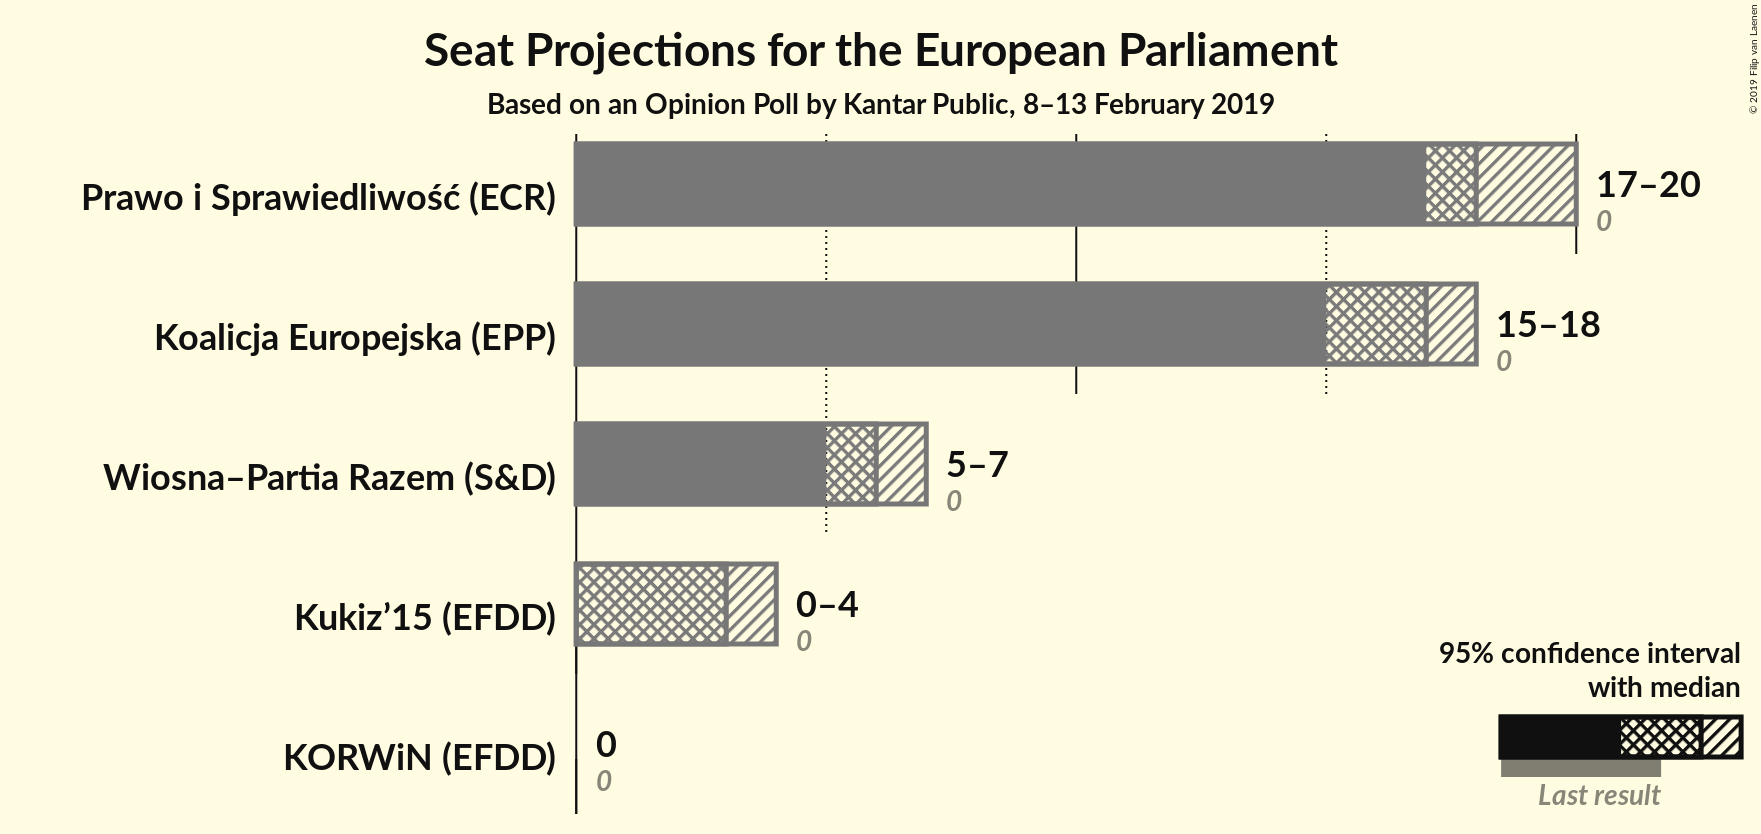 Seat Projections for the European Parliament
Based on an Opinion Poll by Kantar Public, 8–13 February 2019
© 2019 Filip van Laenen
Prawo i Sprawiedliwość (ECR)
17–20
0
Koalicja Europejska (EPP)
15–18
0
Wiosna–Partia Razem (S&D)
5–7
0
Kukiz’15 (EFDD)
0–4
0
KORWiN (EFDD)
0
0
95% confidence interval
with median
Last result